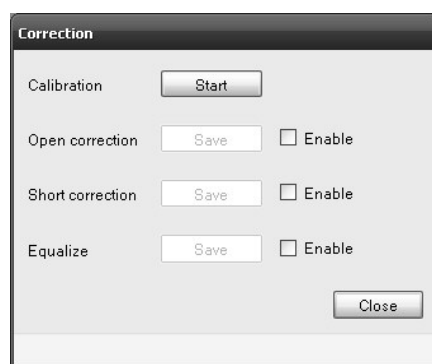 Correction
Calibration Start
Open correction Save Enable
Short correction Save Enable
Equalize Save Enable
Close